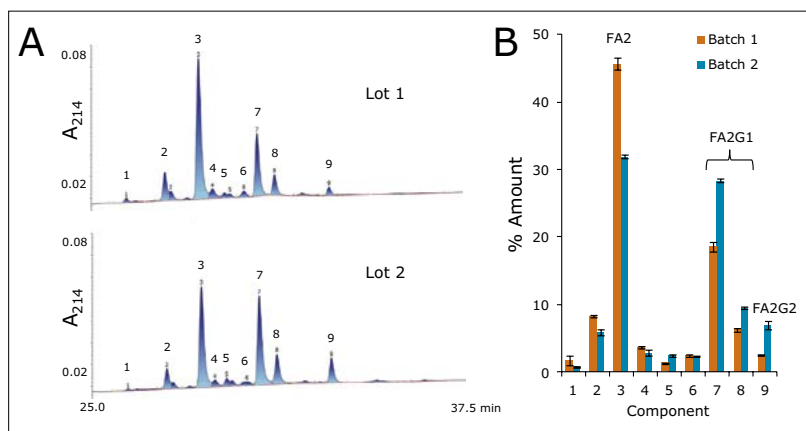 A
0.08
A214
0.02
1
2
3
4
5
6
7
8
9
Lot 1
0.08
A214
0.02
1
2
3
4
5
6
7
8
9
Lot 2
25.0
37.5 min
B
50
40
30
20
10
0
% Amount
FA2
Batch 1
Batch 2
FA2G1
FA2G2
1 2 3 4 5 6 7 8 9
Component